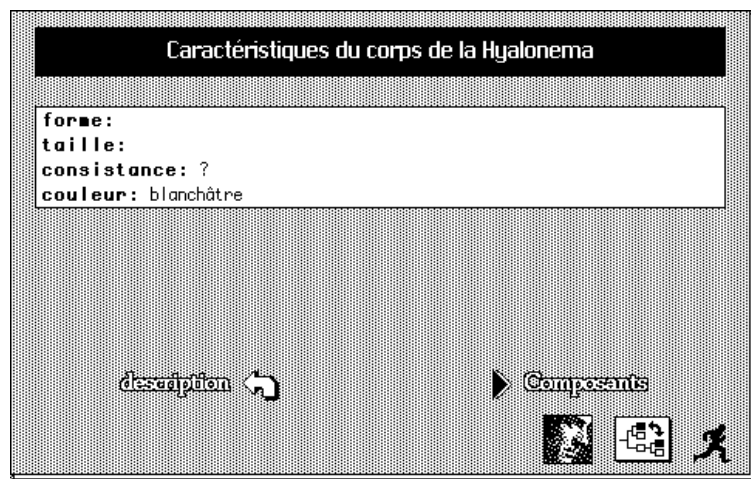 Caractéristiques du corps de la Hyalonema
forme:
taille:
consistance: ?
couleur: blanchâtre
description
Composants